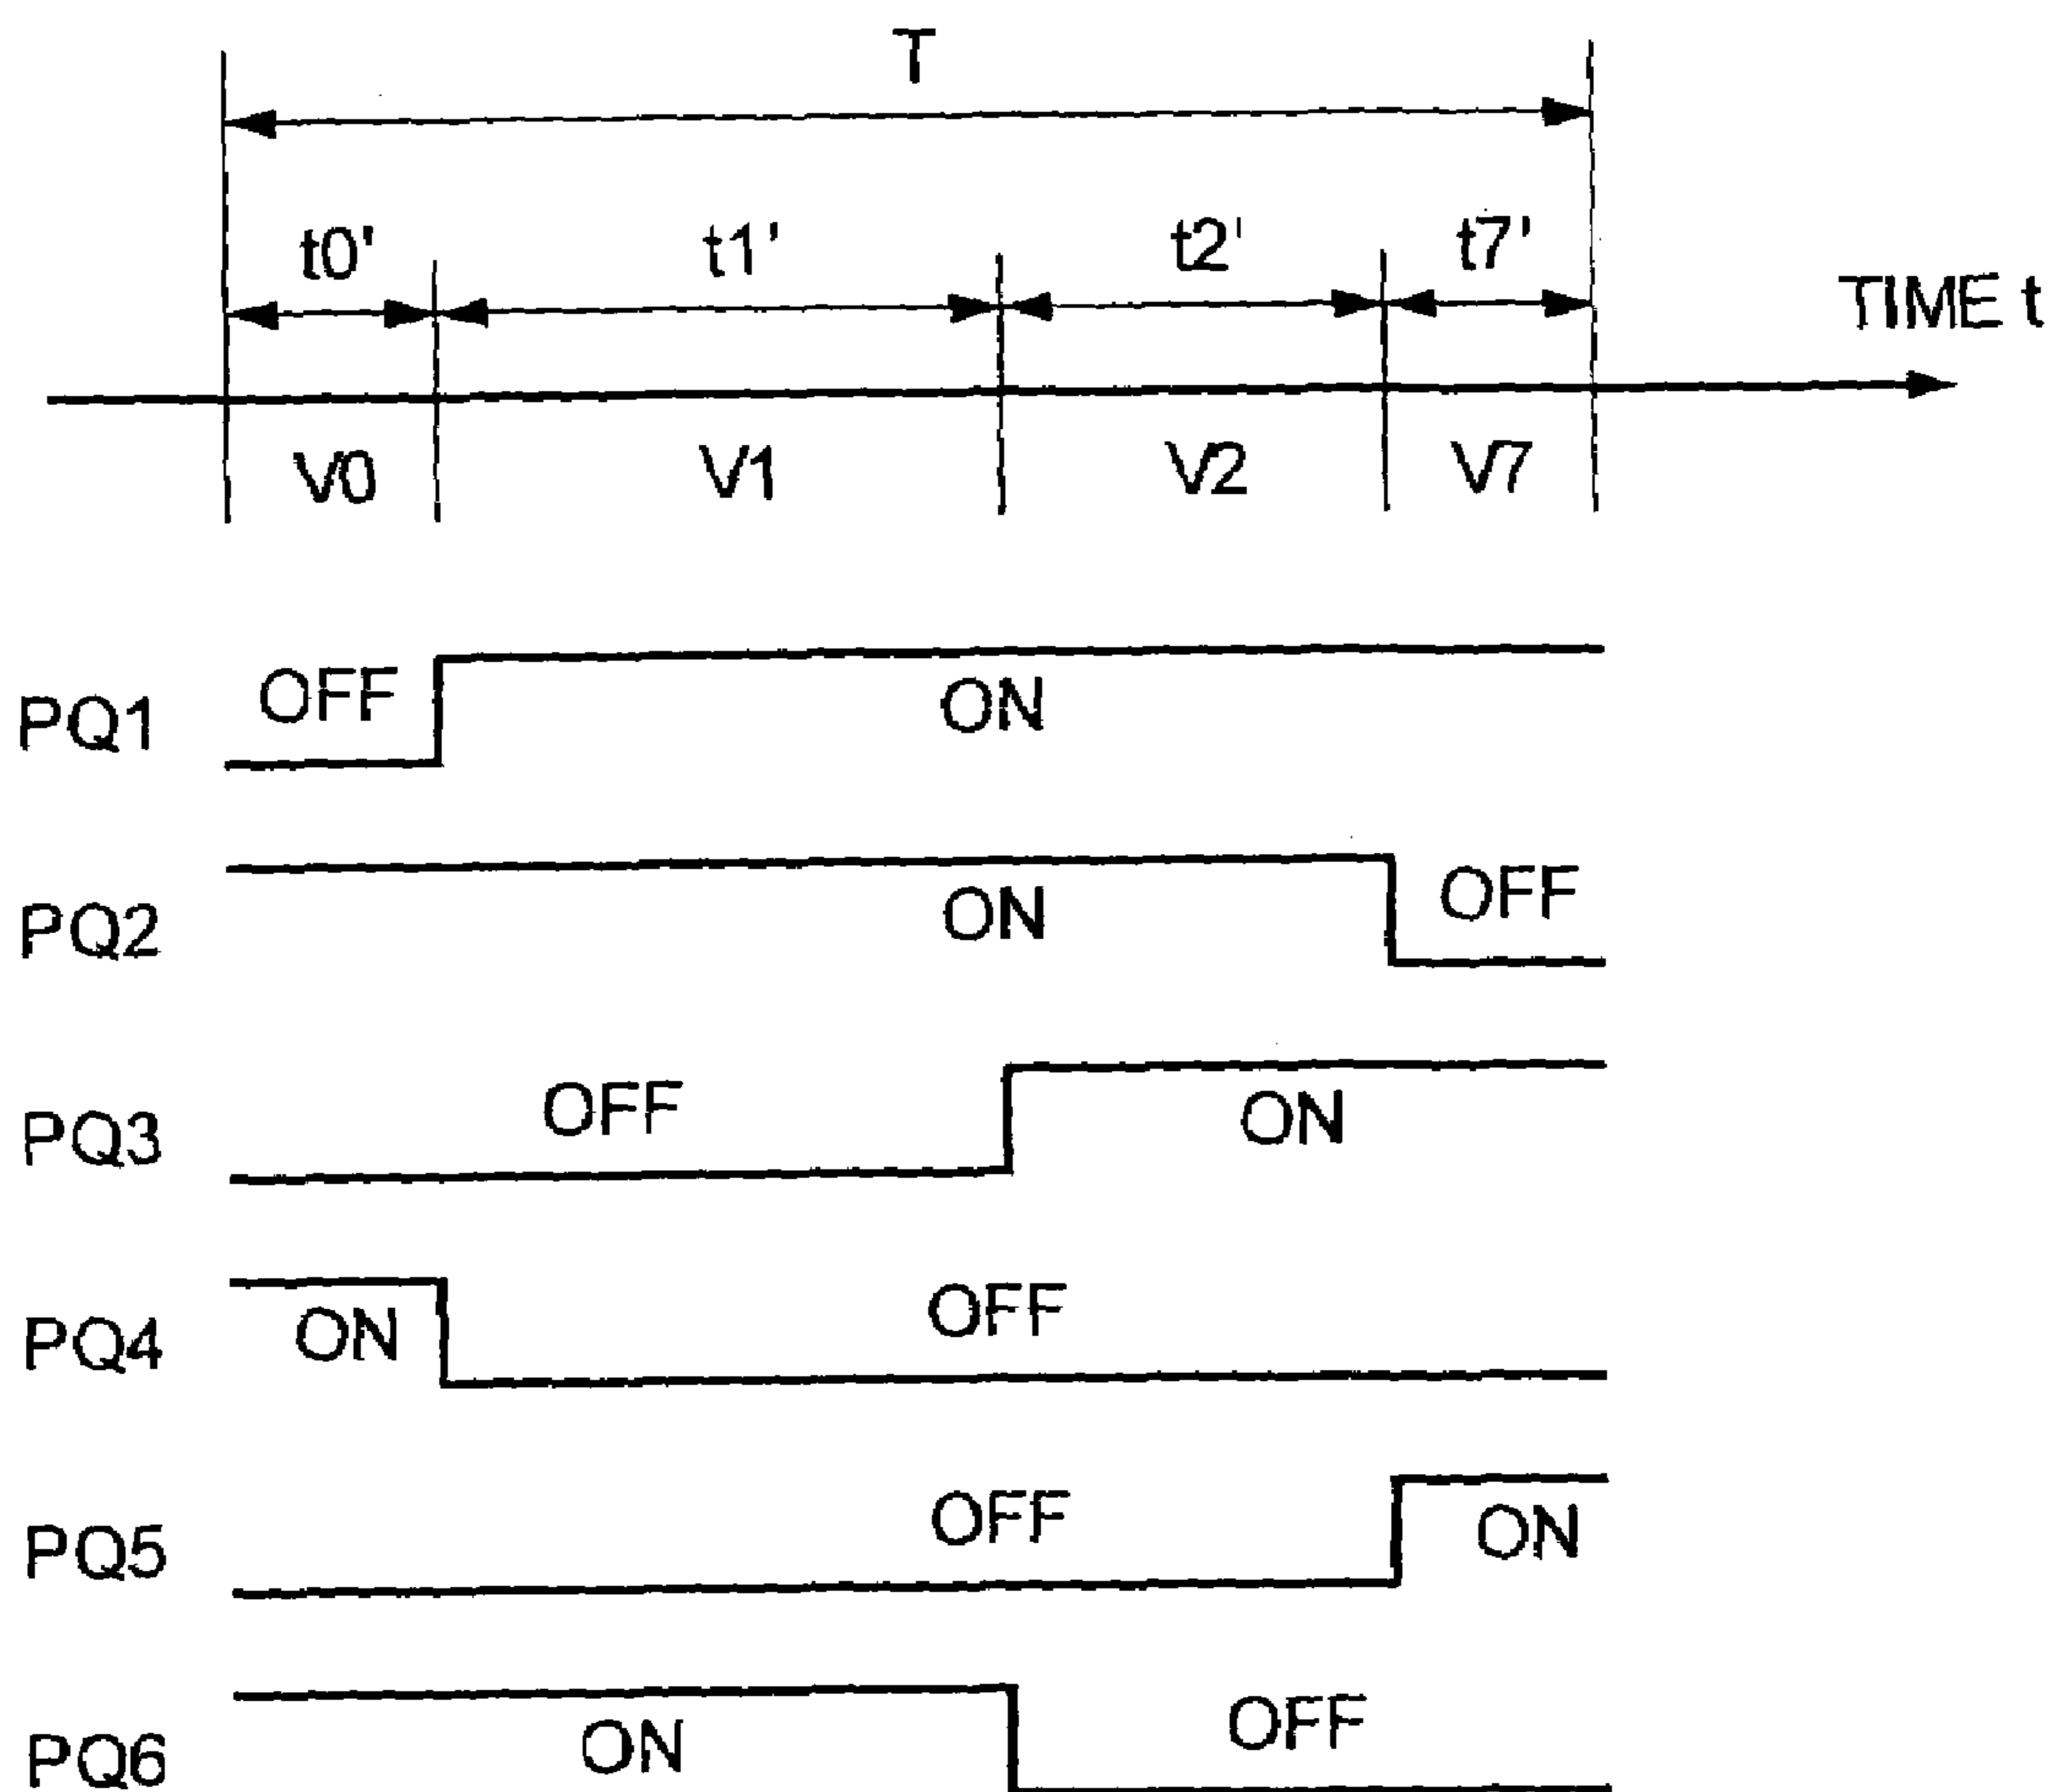 T
t0' t1' t2' t7'
TIME t
V0 V1 V2 V7
PQ1 OFF ON
PQ2 ON OFF
PQ3 OFF ON
PQ4 ON OFF
PQ5 OFF ON
PQ6 ON OFF